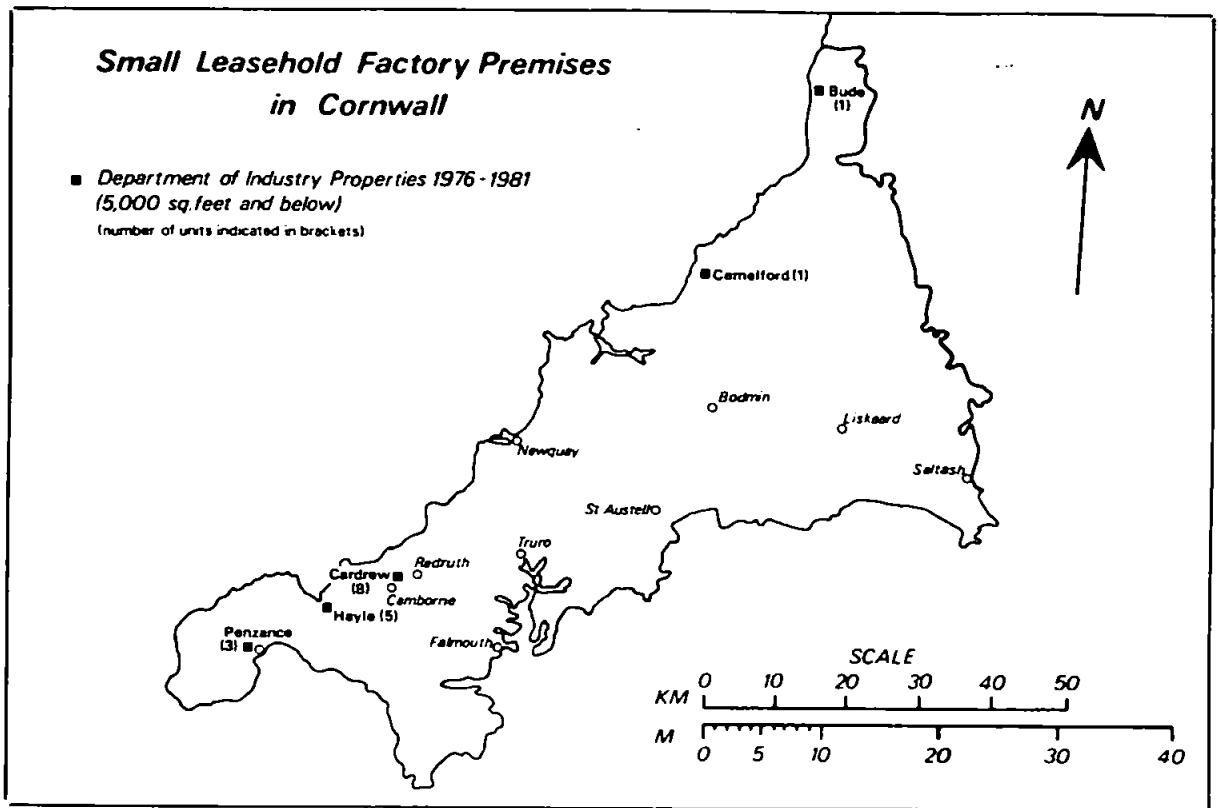 Small Leasehold Factory Premises
in Cornwall
Department of Industry Properties 1976-1981
(5,000 sq.feet and below)
(number of units indicated in brackets)
N
Bude
(1)
Camelford (1)
Bodmin
Liskeard
Newquay
Saltash
St Austell
Truro
Redruth
Cardrew
(8)
Camborne
Hayle (5)
Penzance
(3)
Falmouth
SCALE
KM 0 10 20 30 40 50
M 0 5 10 20 30 40